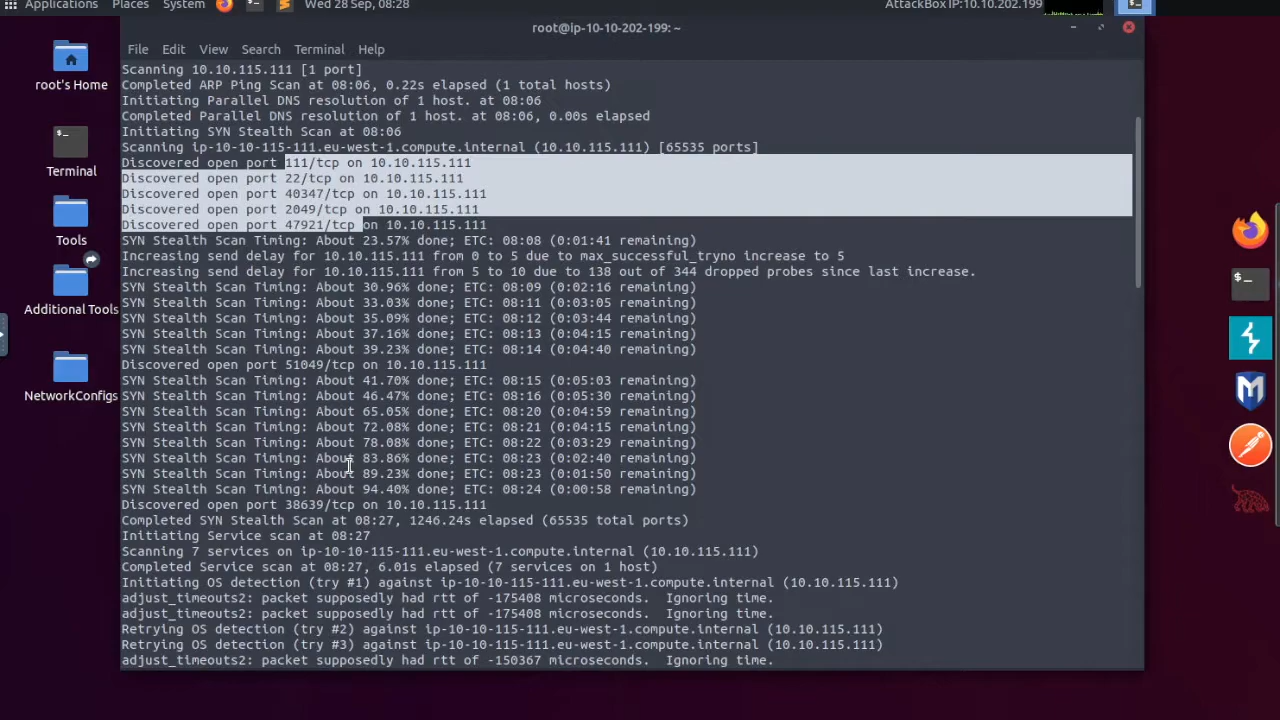 Applications Places System Wed 28 Sep, 08:28 AttackBox IP:10.10.202.199
root@ip-10-10-202-199: ~
File Edit View Search Terminal Help
root's Home
Terminal
Tools
Additional Tools
NetworkConfigs
Scanning 10.10.115.111 [1 port]
Completed ARP Ping Scan at 08:06, 0.22s elapsed (1 total hosts)
Initiating Parallel DNS resolution of 1 host. at 08:06
Completed Parallel DNS resolution of 1 host. at 08:06, 0.00s elapsed
Initiating SYN Stealth Scan at 08:06
Scanning ip-10-10-115-111.eu-west-1.compute.internal (10.10.115.111) [65535 ports]
Discovered open port 111/tcp on 10.10.115.111
Discovered open port 22/tcp on 10.10.115.111
Discovered open port 40347/tcp on 10.10.115.111
Discovered open port 2049/tcp on 10.10.115.111
Discovered open port 47921/tcp on 10.10.115.111
SYN Stealth Scan Timing: About 23.57% done; ETC: 08:08 (0:01:41 remaining)
Increasing send delay for 10.10.115.111 from 0 to 5 due to max_successful_tryno increase to 5
Increasing send delay for 10.10.115.111 from 5 to 10 due to 138 out of 344 dropped probes since last increase.
SYN Stealth Scan Timing: About 30.96% done; ETC: 08:09 (0:02:16 remaining)
SYN Stealth Scan Timing: About 33.03% done; ETC: 08:11 (0:03:05 remaining)
SYN Stealth Scan Timing: About 35.09% done; ETC: 08:12 (0:03:44 remaining)
SYN Stealth Scan Timing: About 37.16% done; ETC: 08:13 (0:04:15 remaining)
SYN Stealth Scan Timing: About 39.23% done; ETC: 08:14 (0:04:40 remaining)
Discovered open port 51049/tcp on 10.10.115.111
SYN Stealth Scan Timing: About 41.70% done; ETC: 08:15 (0:05:03 remaining)
SYN Stealth Scan Timing: About 46.47% done; ETC: 08:16 (0:05:30 remaining)
SYN Stealth Scan Timing: About 65.05% done; ETC: 08:20 (0:04:59 remaining)
SYN Stealth Scan Timing: About 72.08% done; ETC: 08:21 (0:04:15 remaining)
SYN Stealth Scan Timing: About 78.08% done; ETC: 08:22 (0:03:29 remaining)
SYN Stealth Scan Timing: About 83.86% done; ETC: 08:23 (0:02:40 remaining)
SYN Stealth Scan Timing: About 89.23% done; ETC: 08:23 (0:01:50 remaining)
SYN Stealth Scan Timing: About 94.40% done; ETC: 08:24 (0:00:58 remaining)
Discovered open port 38639/tcp on 10.10.115.111
Completed SYN Stealth Scan at 08:27, 1246.24s elapsed (65535 total ports)
Initiating Service scan at 08:27
Scanning 7 services on ip-10-10-115-111.eu-west-1.compute.internal (10.10.115.111)
Completed Service scan at 08:27, 6.01s elapsed (7 services on 1 host)
Initiating OS detection (try #1) against ip-10-10-115-111.eu-west-1.compute.internal (10.10.115.111)
adjust_timeouts2: packet supposedly had rtt of -175408 microseconds.  Ignoring time.
adjust_timeouts2: packet supposedly had rtt of -175408 microseconds.  Ignoring time.
Retrying OS detection (try #2) against ip-10-10-115-111.eu-west-1.compute.internal (10.10.115.111)
Retrying OS detection (try #3) against ip-10-10-115-111.eu-west-1.compute.internal (10.10.115.111)
adjust_timeouts2: packet supposedly had rtt of -150367 microseconds.  Ignoring time.